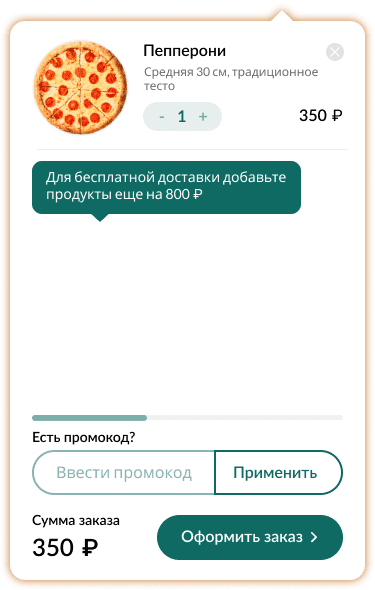 Пепперони
Средняя 30 см, традиционное
тесто
- 1 +
350 ₽
Для бесплатной доставки добавьте
продукты еще на 800 ₽
Есть промокод?
Ввести промокод
Применить
Сумма заказа
350 ₽
Оформить заказ